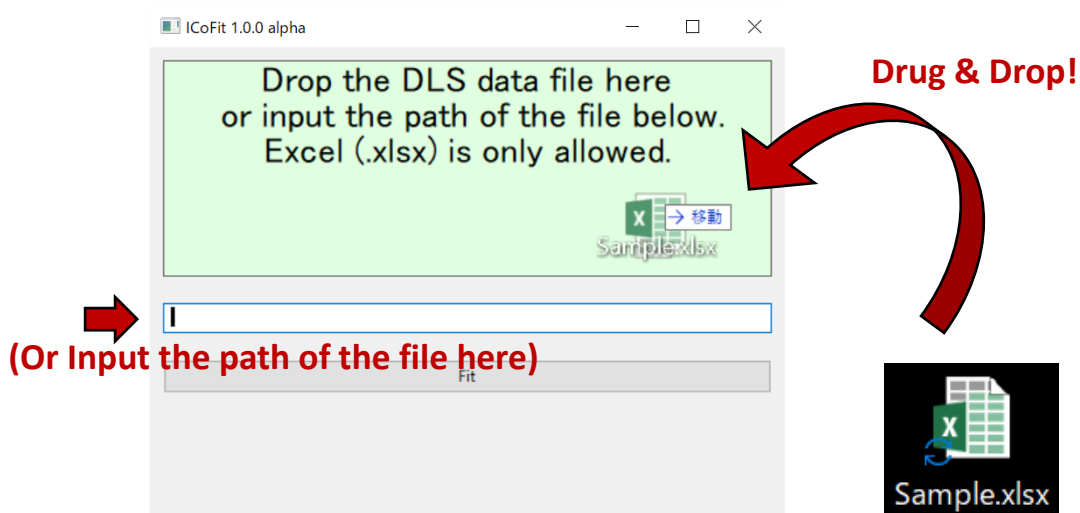 ICoFit 1.0.0 alpha
Drug & Drop!
Drop the DLS data file here
or input the path of the file below.
Excel (.xlsx) is only allowed.
X
→ 移動
Sample.xlsx
(Or Input the path of the file here)
Fit
X
Sample.xlsx